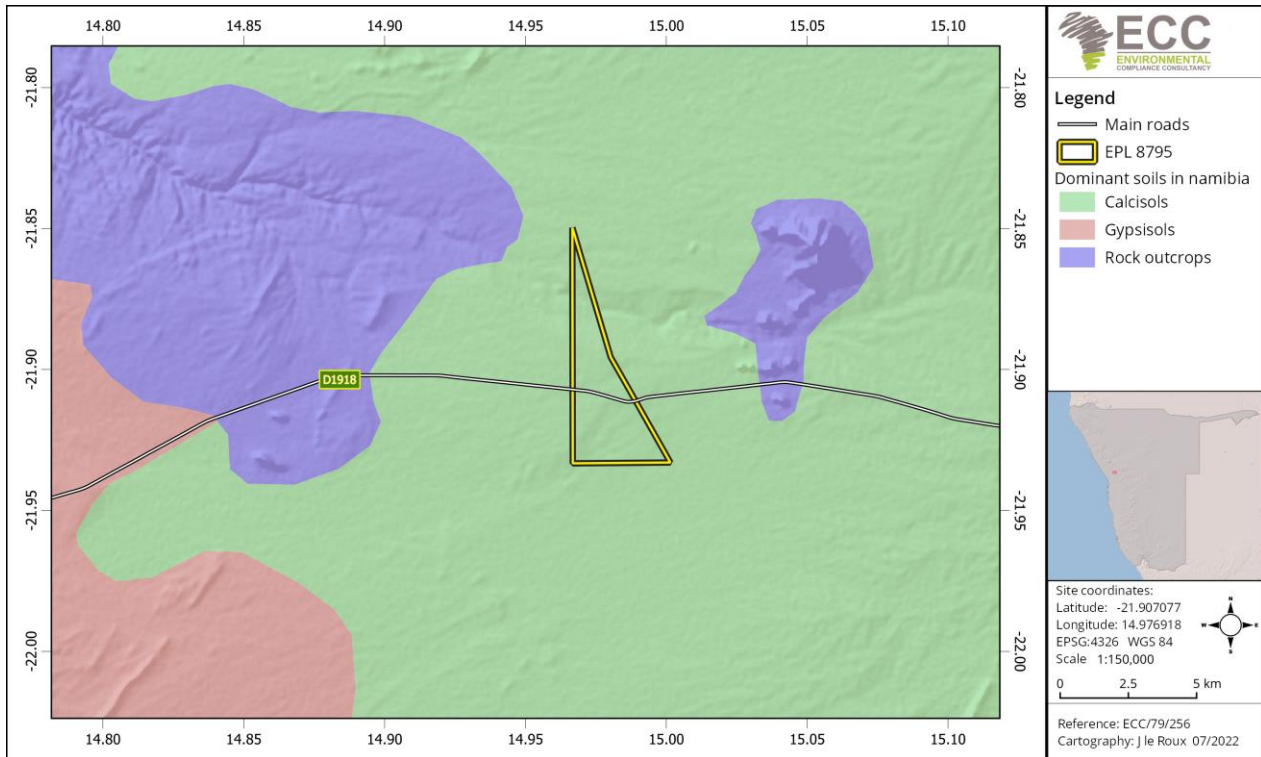 14.80 14.85 14.90 14.95 15.00 15.05 15.10
-21.80 -21.80
-21.85 -21.85
-21.90 -21.90
-21.95 -21.95
-22.00 -22.00
D1918
14.80 14.85 14.90 14.95 15.00 15.05 15.10
ECC
ENVIRONMENTAL
COMPLIANCE CONSULTANCY
Legend
Main roads
EPL 8795
Dominant soils in namibia
Calcisols
Gypsisols
Rock outcrops
Site coordinates:
Latitude: -21.907077
Longitude: 14.976918
EPSG:4326 WGS 84
Scale 1:150,000
N
W E
S
0 2.5 5 km
Reference: ECC/79/256
Cartography: J le Roux 07/2022